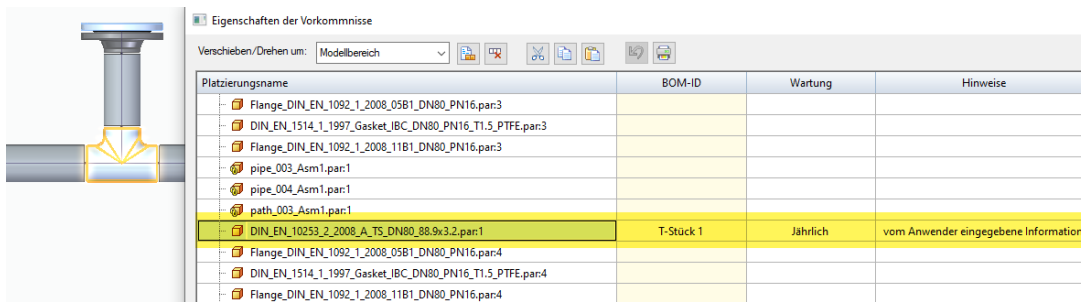 Eigenschaften der Vorkommnisse
Verschieben/Drehen um: Modellbereich
Platzierungsname BOM-ID Wartung Hinweise
Flange_DIN_EN_1092_1_2008_05B1_DN80_PN16.par:3
DIN_EN_1514_1_1997_Gasket_IBC_DN80_PN16_T1.5_PTFE.par:3
Flange_DIN_EN_1092_1_2008_11B1_DN80_PN16.par:3
pipe_003_Asm1.par:1
pipe_004_Asm1.par:1
path_003_Asm1.par:1
DIN_EN_10253_2_2008_A_TS_DN80_88.9x3.2.par:1 T-Stück 1 Jährlich vom Anwender eingegebene Information
Flange_DIN_EN_1092_1_2008_05B1_DN80_PN16.par:4
DIN_EN_1514_1_1997_Gasket_IBC_DN80_PN16_T1.5_PTFE.par:4
Flange_DIN_EN_1092_1_2008_11B1_DN80_PN16.par:4